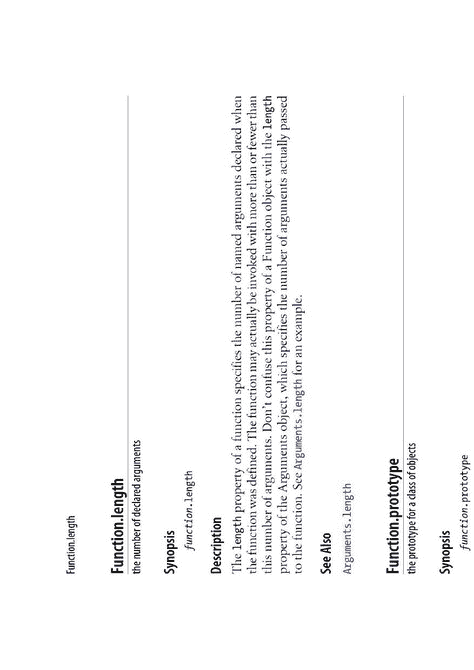 Function.length
Function.length
the number of declared arguments
Synopsis
function.length
Description
The length property of a function specifies the number of named arguments declared when
the function was defined. The function may actually be invoked with more than or fewer than
this number of arguments. Don't confuse this property of a Function object with the length
property of the Arguments object, which specifies the number of arguments actually passed
to the function. See Arguments.length for an example.
See Also
Arguments.length
Function.prototype
the prototype for a class of objects
Synopsis
function.prototype